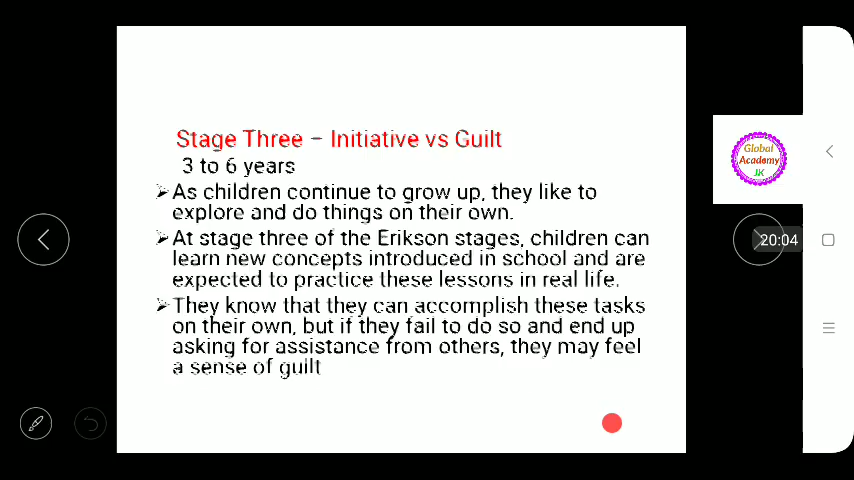 Stage Three – Initiative vs Guilt
3 to 6 years
➢As children continue to grow up, they like to
explore and do things on their own.
➢At stage three of the Erikson stages, children can
learn new concepts introduced in school and are
expected to practice these lessons in real life.
➢They know that they can accomplish these tasks
on their own, but if they fail to do so and end up
asking for assistance from others, they may feel
a sense of guilt
Global
Academy
JK
20:04